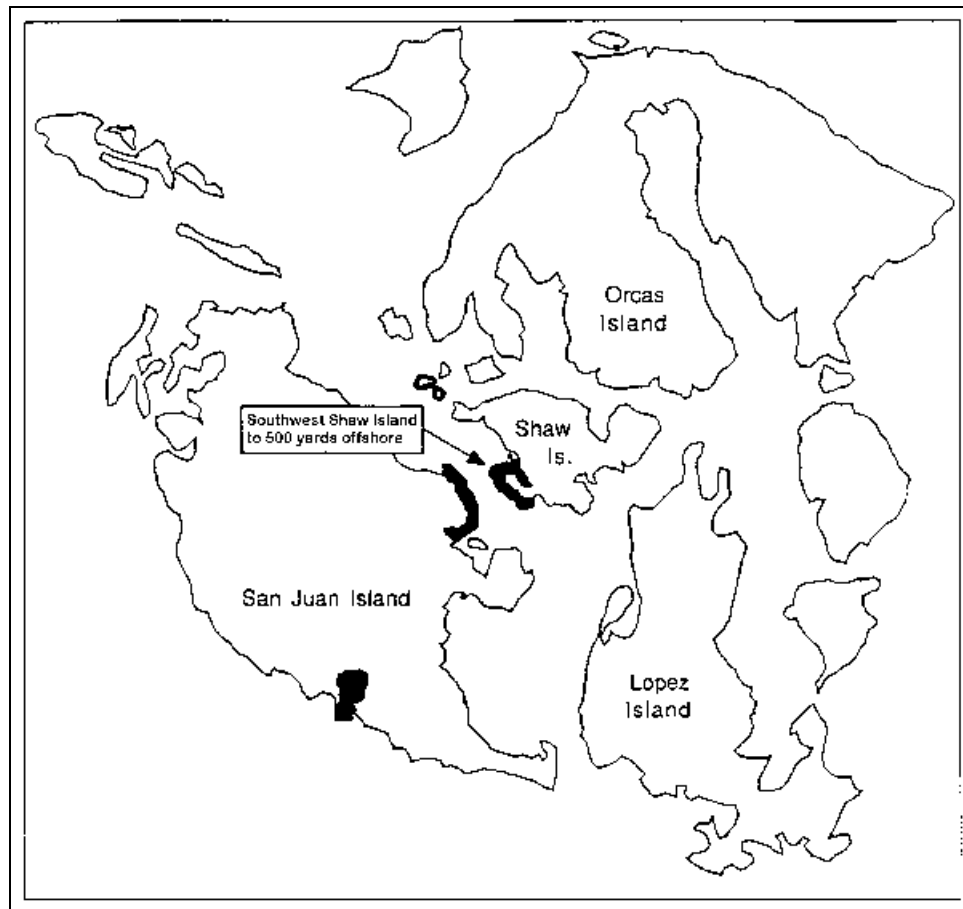 Orcas
Island
Southwest Shaw Island
to 500 yards offshore
Shaw
Is.
San Juan Island
Lopez
Island